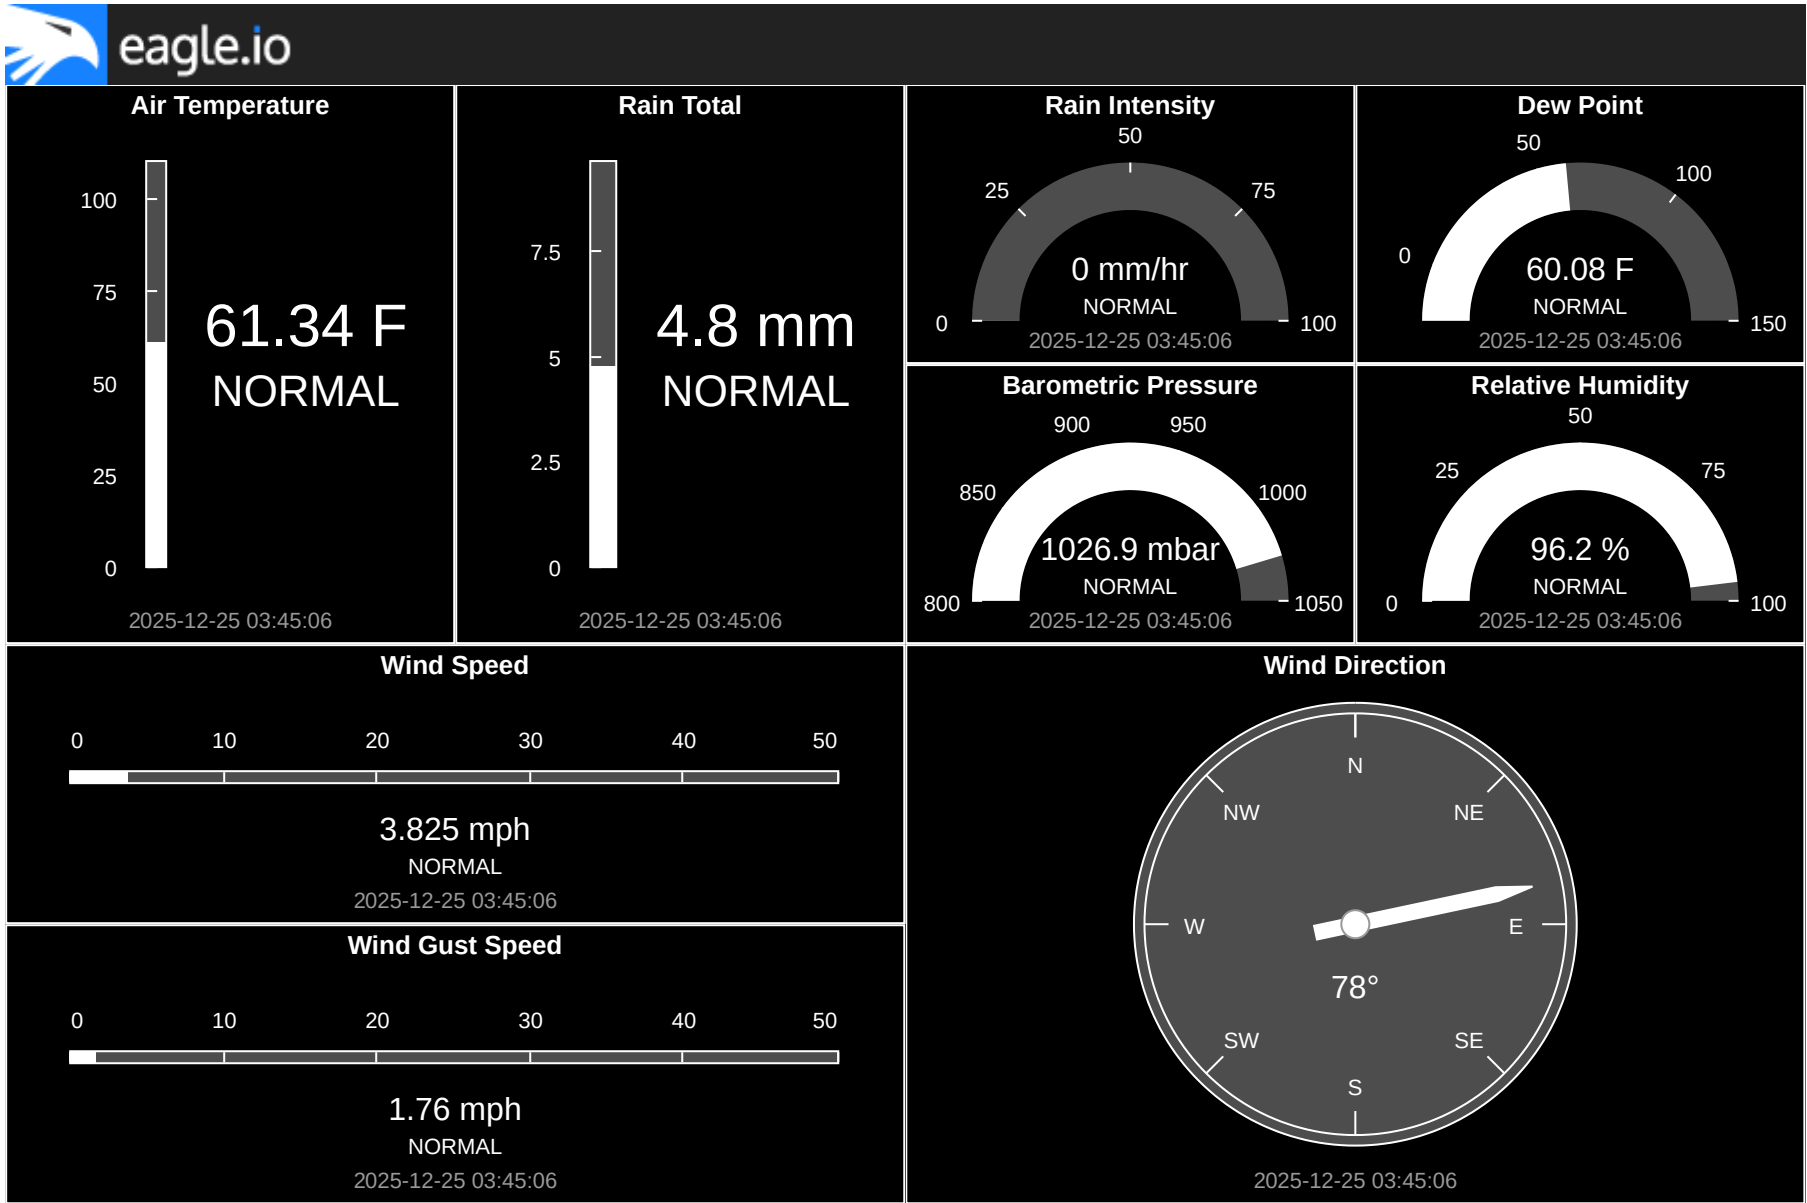 eagle.io
Air Temperature
100
75
50
25
0
61.34 F
NORMAL
2025-12-25 03:45:06
Rain Total
7.5
5
2.5
0
4.8 mm
NORMAL
2025-12-25 03:45:06
Rain Intensity
50
25 75
0 100
0 mm/hr
NORMAL
2025-12-25 03:45:06
Dew Point
50
100
0
150
60.08 F
NORMAL
2025-12-25 03:45:06
Barometric Pressure
900 950
850 1000
800 1050
1026.9 mbar
NORMAL
2025-12-25 03:45:06
Relative Humidity
50
25 75
0 100
96.2 %
NORMAL
2025-12-25 03:45:06
Wind Speed
0 10 20 30 40 50
3.825 mph
NORMAL
2025-12-25 03:45:06
Wind Gust Speed
0 10 20 30 40 50
1.76 mph
NORMAL
2025-12-25 03:45:06
Wind Direction
N
NW NE
W E
78°
SW SE
S
2025-12-25 03:45:06